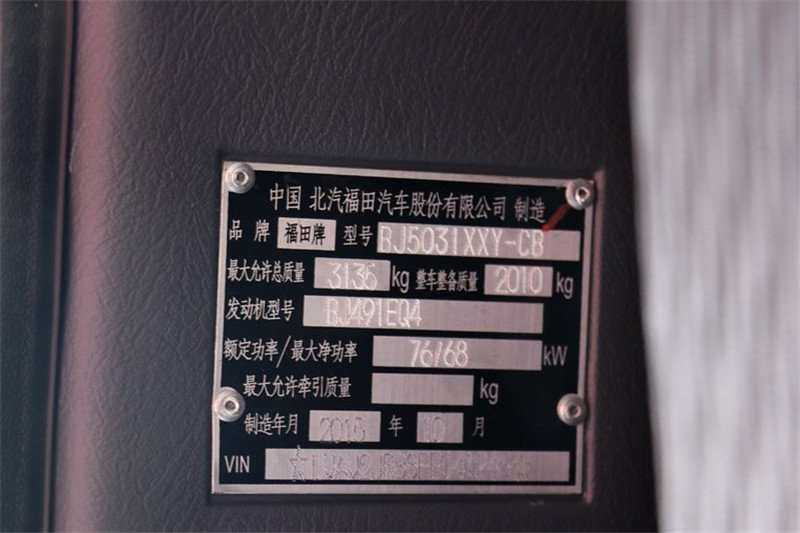 中国 北汽福田汽车股份有限公司 制造
品牌 福田牌 型号 BJ5031XXY-CB
最大允许总质量 3136 kg 整车整备质量 2010 kg
发动机型号 BJ491EQ4
额定功率/最大净功率 76/68 kW
最大允许牵引质量 kg
制造年月 2015 年 10 月
VIN